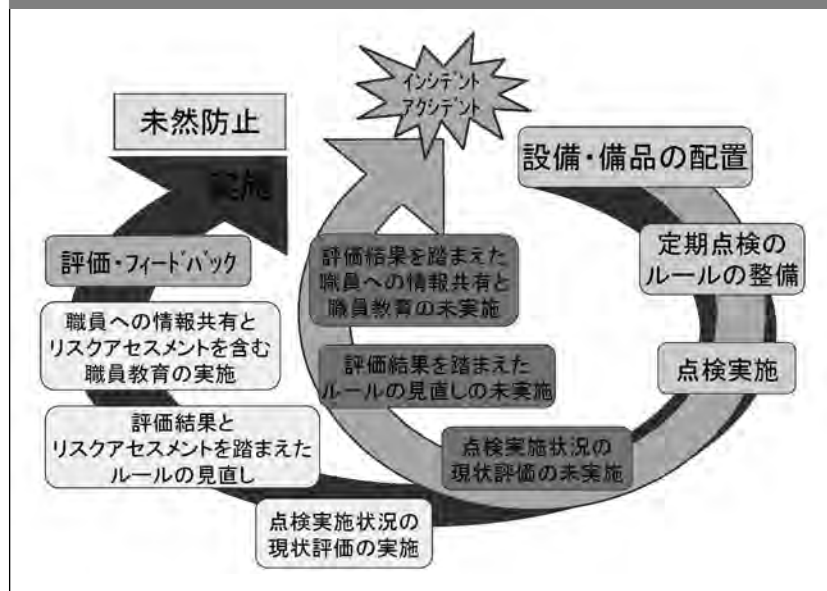 インシデント
アクシデント
未然防止
設備・備品の配置
実施
評価・フィードバック
定期点検の
ルールの整備
評価結果を踏まえた
職員への情報共有と
職員教育の未実施
職員への情報共有と
リスクアセスメントを含む
職員教育の実施
評価結果を踏まえた
ルールの見直しの未実施
点検実施
評価結果と
リスクアセスメントを踏まえた
ルールの見直し
点検実施状況の
現状評価の未実施
点検実施状況の
現状評価の実施